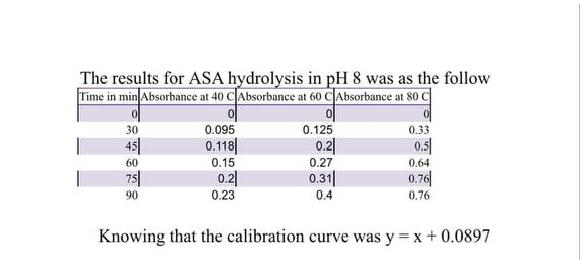 The results for ASA hydrolysis in pH 8 was as the follow
Time in min Absorbance at 40 C Absorbance at 60 C Absorbance at 80 C
0 0 0 0
30 0.095 0.125 0.33
45 0.118 0.2 0.5
60 0.15 0.27 0.64
75 0.2 0.31 0.76
90 0.23 0.4 0.76
Knowing that the calibration curve was y = x + 0.0897